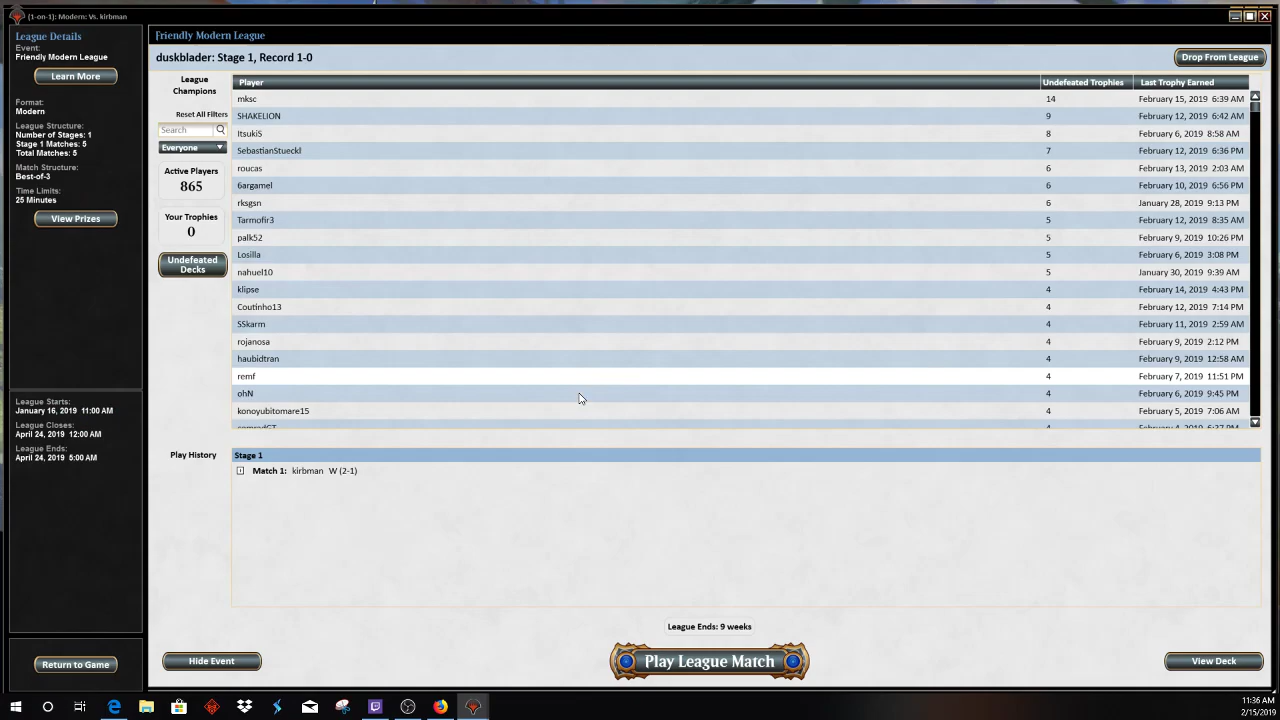 (1-on-1): Modern: Vs. kirbman
League Details
Event:
Friendly Modern League
Learn More
Format:
Modern
League Structure:
Number of Stages: 1
Stage 1 Matches: 5
Total Matches: 5
Match Structure:
Best-of-3
Time Limits:
25 Minutes
View Prizes
League Starts:
January 16, 2019 11:00 AM
League Closes:
April 24, 2019 12:00 AM
League Ends:
April 24, 2019 5:00 AM
Return to Game
Friendly Modern League
duskblader: Stage 1, Record 1-0
Drop From League
League Champions
Reset All Filters
Search
Everyone
Active Players
865
Your Trophies
0
Undefeated Decks
Player Undefeated Trophies Last Trophy Earned
mksc 14 February 15, 2019 6:39 AM
SHAKELION 9 February 12, 2019 6:42 AM
ItsukiS 8 February 6, 2019 8:58 AM
SebastianStueckl 7 February 12, 2019 6:36 PM
roucas 6 February 13, 2019 2:03 AM
6argamel 6 February 10, 2019 6:56 PM
rksgsn 6 January 28, 2019 9:13 PM
Tarmofir3 5 February 12, 2019 8:35 AM
palk52 5 February 9, 2019 10:26 PM
Losilla 5 February 6, 2019 3:08 PM
nahuel10 5 January 30, 2019 9:39 AM
klipse 4 February 14, 2019 4:43 PM
Coutinho13 4 February 12, 2019 7:14 PM
SSkarm 4 February 11, 2019 2:59 AM
rojanosa 4 February 9, 2019 2:12 PM
haubidtran 4 February 9, 2019 12:58 AM
remf 4 February 7, 2019 11:51 PM
ohN 4 February 6, 2019 9:45 PM
konoyubitomare15 4 February 5, 2019 7:06 AM
Play History
Stage 1
Match 1: kirbman W (2-1)
League Ends: 9 weeks
Hide Event
Play League Match
View Deck
11:36 AM
2/15/2019